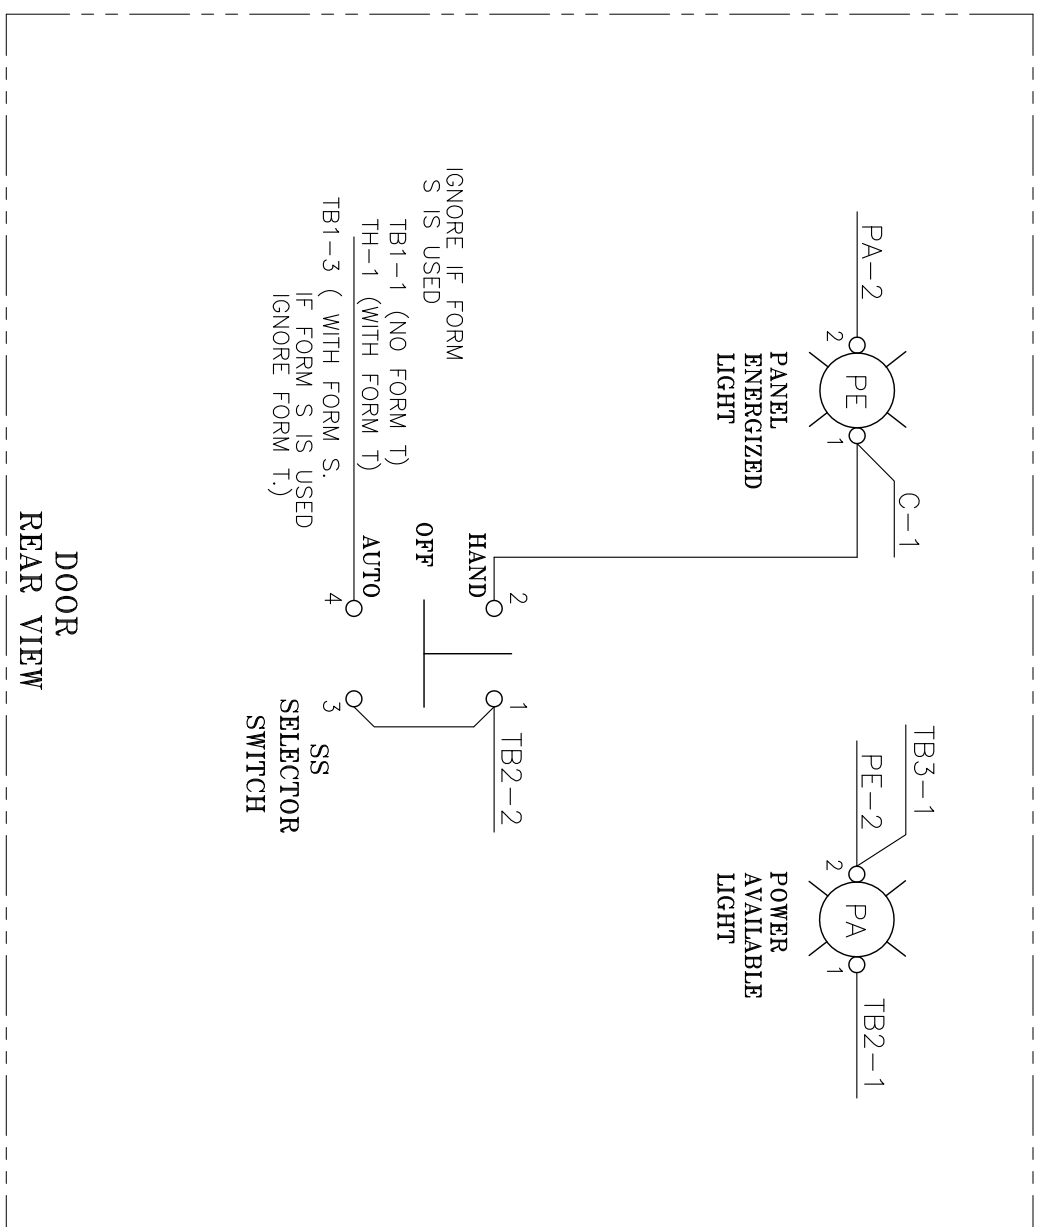 PA-2
2
PE
1
C-1
PANEL
ENERGIZED
LIGHT
TB3-1
PE-2
2
PA
1
TB2-1
POWER
AVAILABLE
LIGHT
IGNORE IF FORM
S IS USED
TB1-1 (NO FORM T)
TH-1 (WITH FORM T)
TB1-3 ( WITH FORM S.
IF FORM S IS USED
IGNORE FORM T.)
HAND
OFF
AUTO
2
4
1
3
TB2-2
SS
SELECTOR
SWITCH
DOOR
REAR VIEW